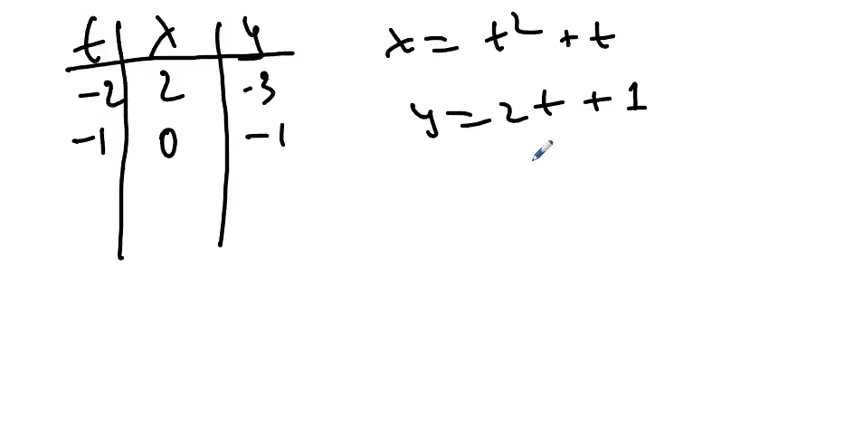 t x y
-2 2 -3
-1 0 -1
x = t² + t
y = 2t + 1